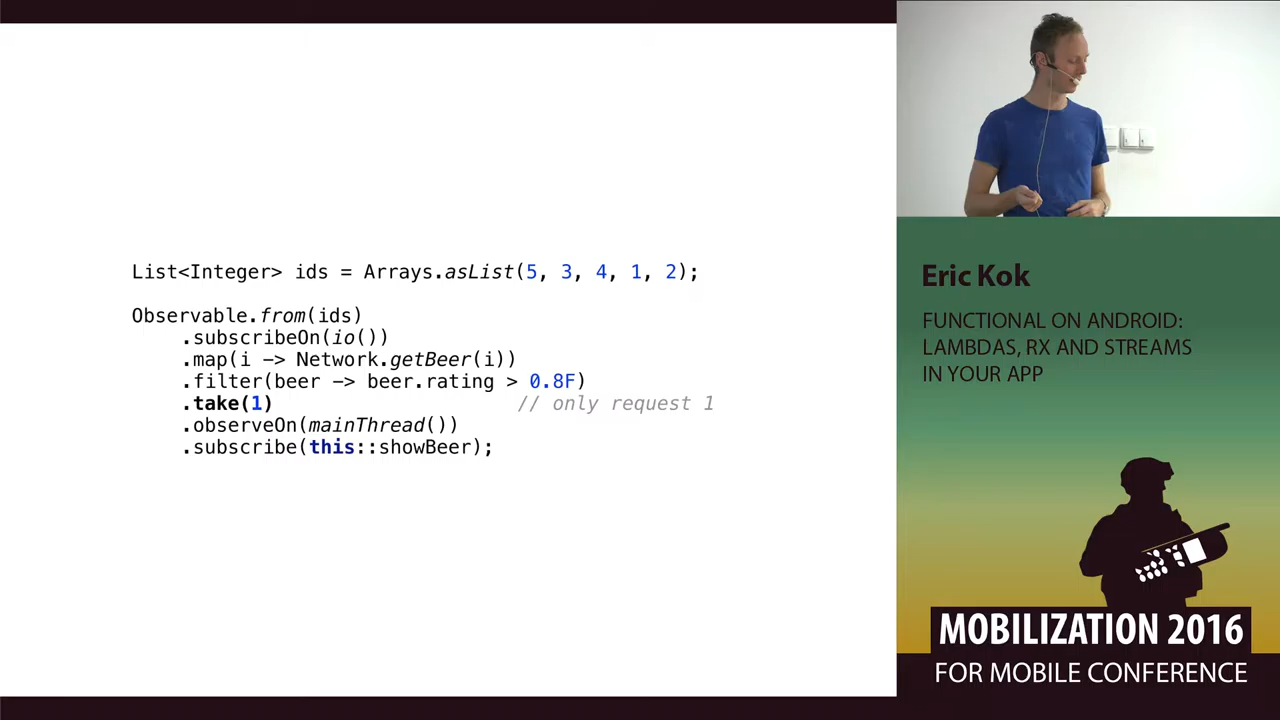 List<Integer> ids = Arrays.asList(5, 3, 4, 1, 2);
Observable.from(ids)
.subscribeOn(io())
.map(i -> Network.getBeer(i))
.filter(beer -> beer.rating > 0.8F)
.take(1) // only request 1
.observeOn(mainThread())
.subscribe(this::showBeer);
Eric Kok
FUNCTIONAL ON ANDROID:
LAMBDAS, RX AND STREAMS
IN YOUR APP
MOBILIZATION 2016
FOR MOBILE CONFERENCE